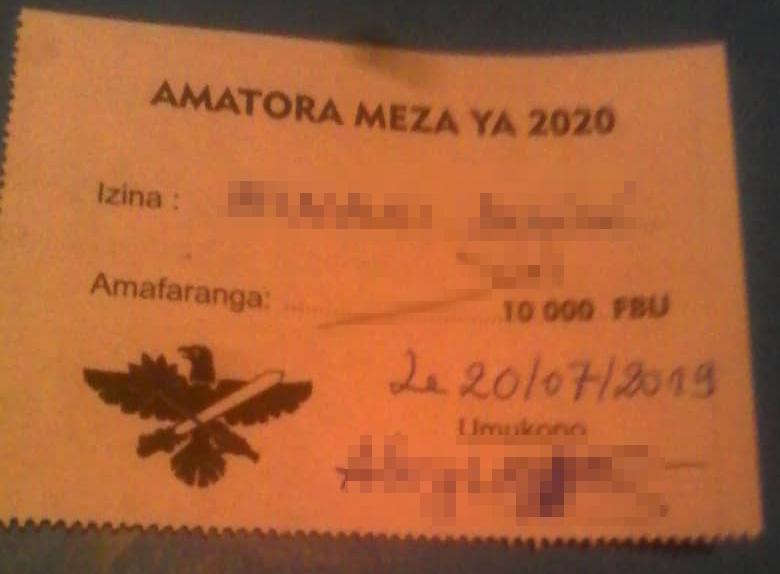 AMATORA MEZA YA 2020
Izina :
Amafaranga: .......................... 10 000 FBU
Le 20/07/2019
Umukono